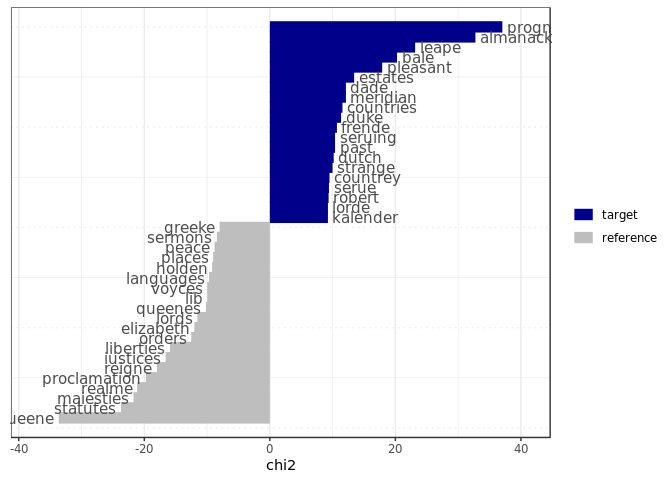 progn
almanack
leape
bale
pleasant
estates
dade
meridian
countries
duke
frende
seruing
past
dutch
strange
countrey
serue
robert
lorde
kalender
greeke
sermons
peace
places
holden
languages
voyces
lib
queenes
lords
elizabeth
orders
liberties
iustices
reigne
proclamation
realme
maiesties
statutes
ueene
target
reference
-40
-20
0
20
40
chi2